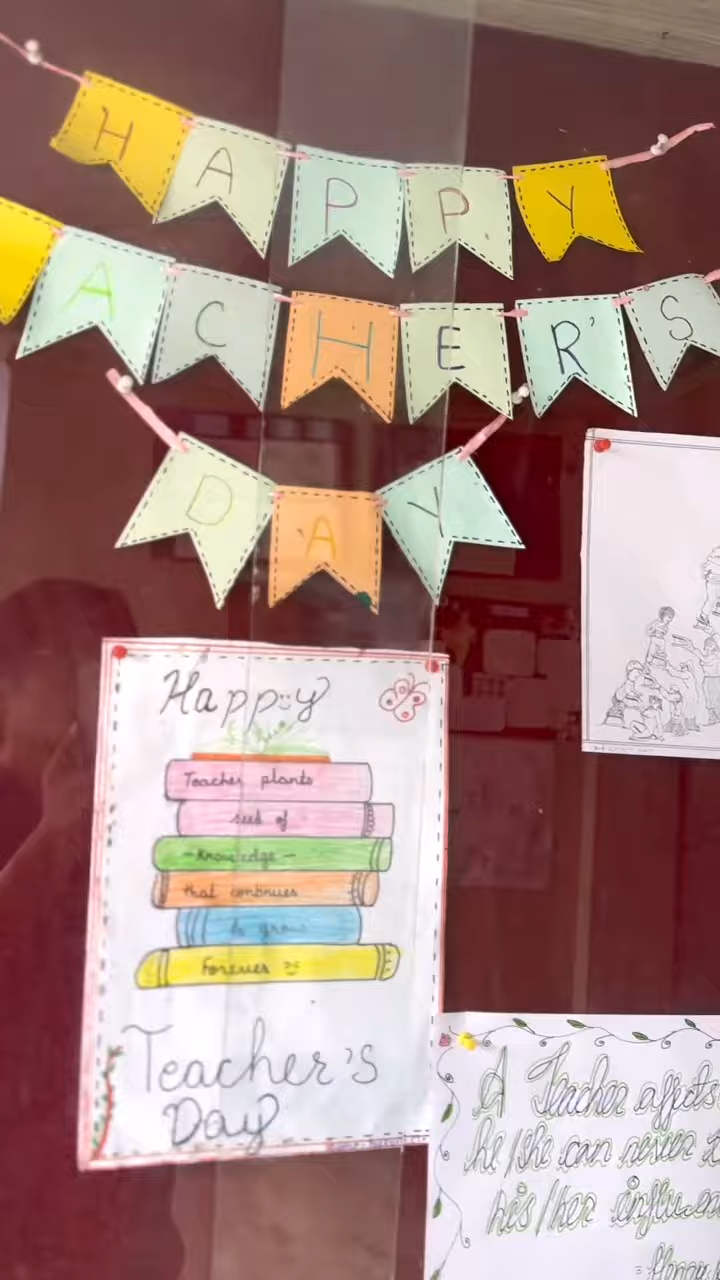 HAPPY
ACHER'S
DAY
Happy
Teacher plants
seed of
-Knowledge-
that continues
to grow
Forever
Teacher's
Day
A Teacher affects
he/she can never
his/her